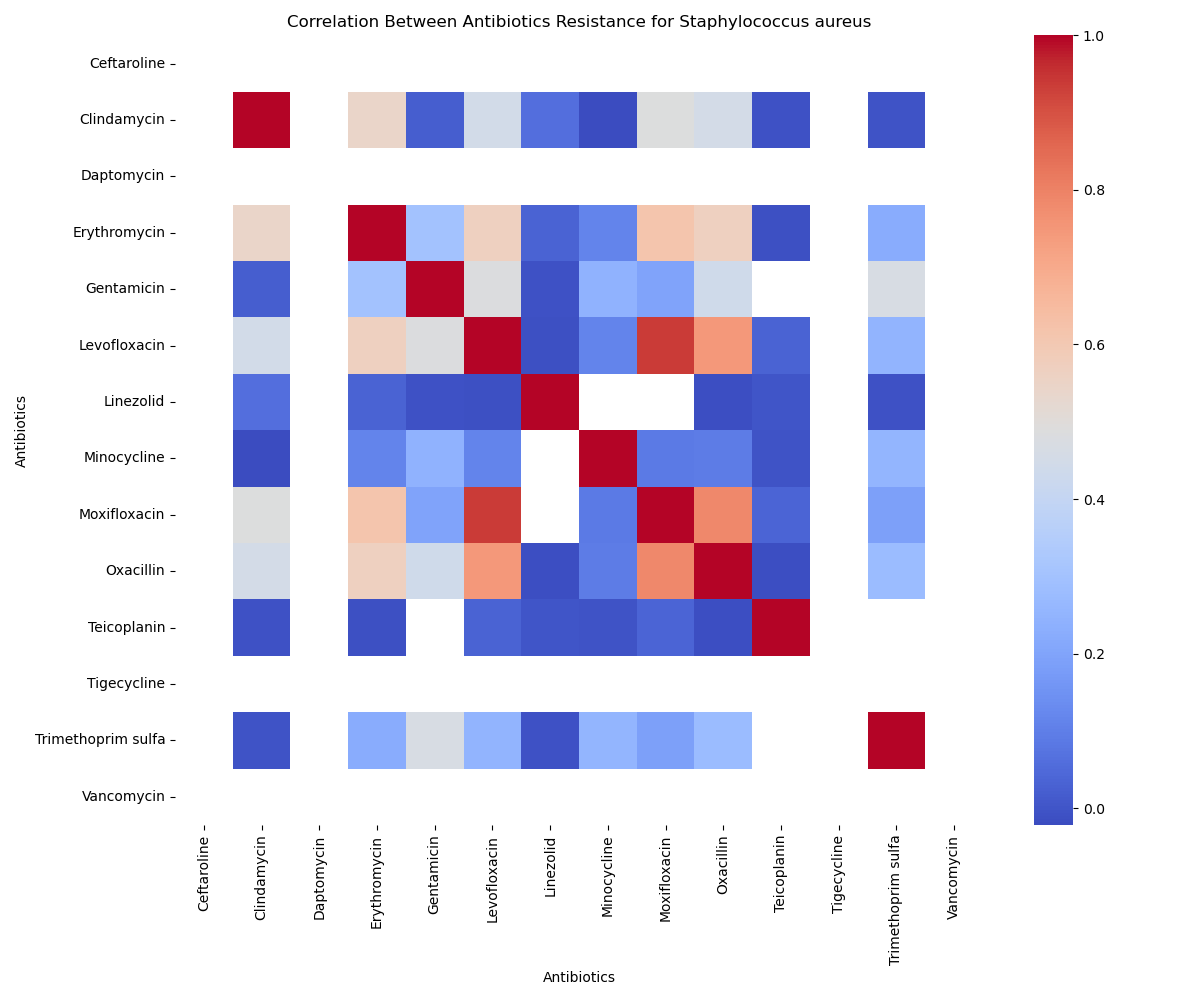 Correlation Between Antibiotics Resistance for Staphylococcus aureus
Ceftaroline
Clindamycin
Daptomycin
Erythromycin
Gentamicin
Levofloxacin
Linezolid
Minocycline
Moxifloxacin
Oxacillin
Teicoplanin
Tigecycline
Trimethoprim sulfa
Vancomycin
Antibiotics
Ceftaroline
Clindamycin
Daptomycin
Erythromycin
Gentamicin
Levofloxacin
Linezolid
Minocycline
Moxifloxacin
Oxacillin
Teicoplanin
Tigecycline
Trimethoprim sulfa
Vancomycin
Antibiotics
1.0
0.8
0.6
0.4
0.2
0.0